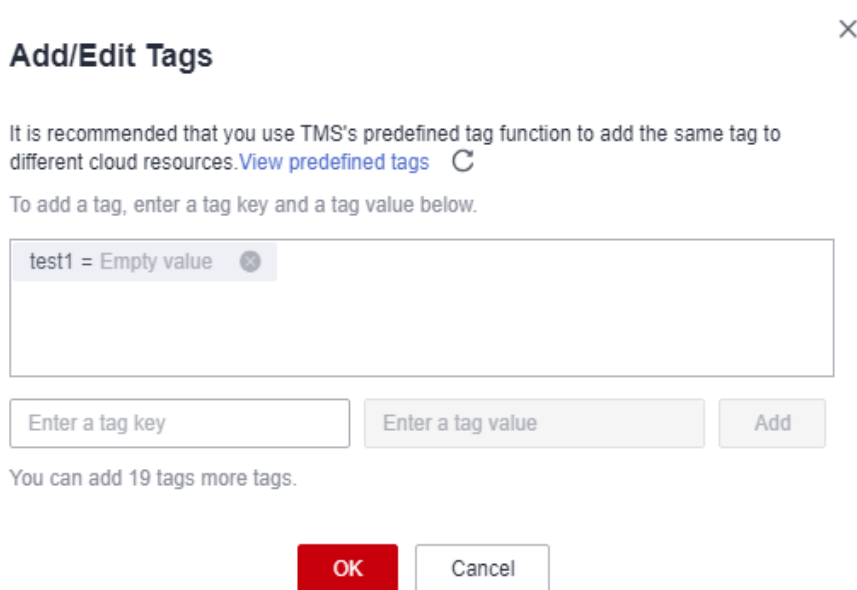 Add/Edit Tags
It is recommended that you use TMS's predefined tag function to add the same tag to
different cloud resources.View predefined tags
To add a tag, enter a tag key and a tag value below.
test1 = Empty value
Enter a tag key Enter a tag value Add
You can add 19 tags more tags.
OK Cancel